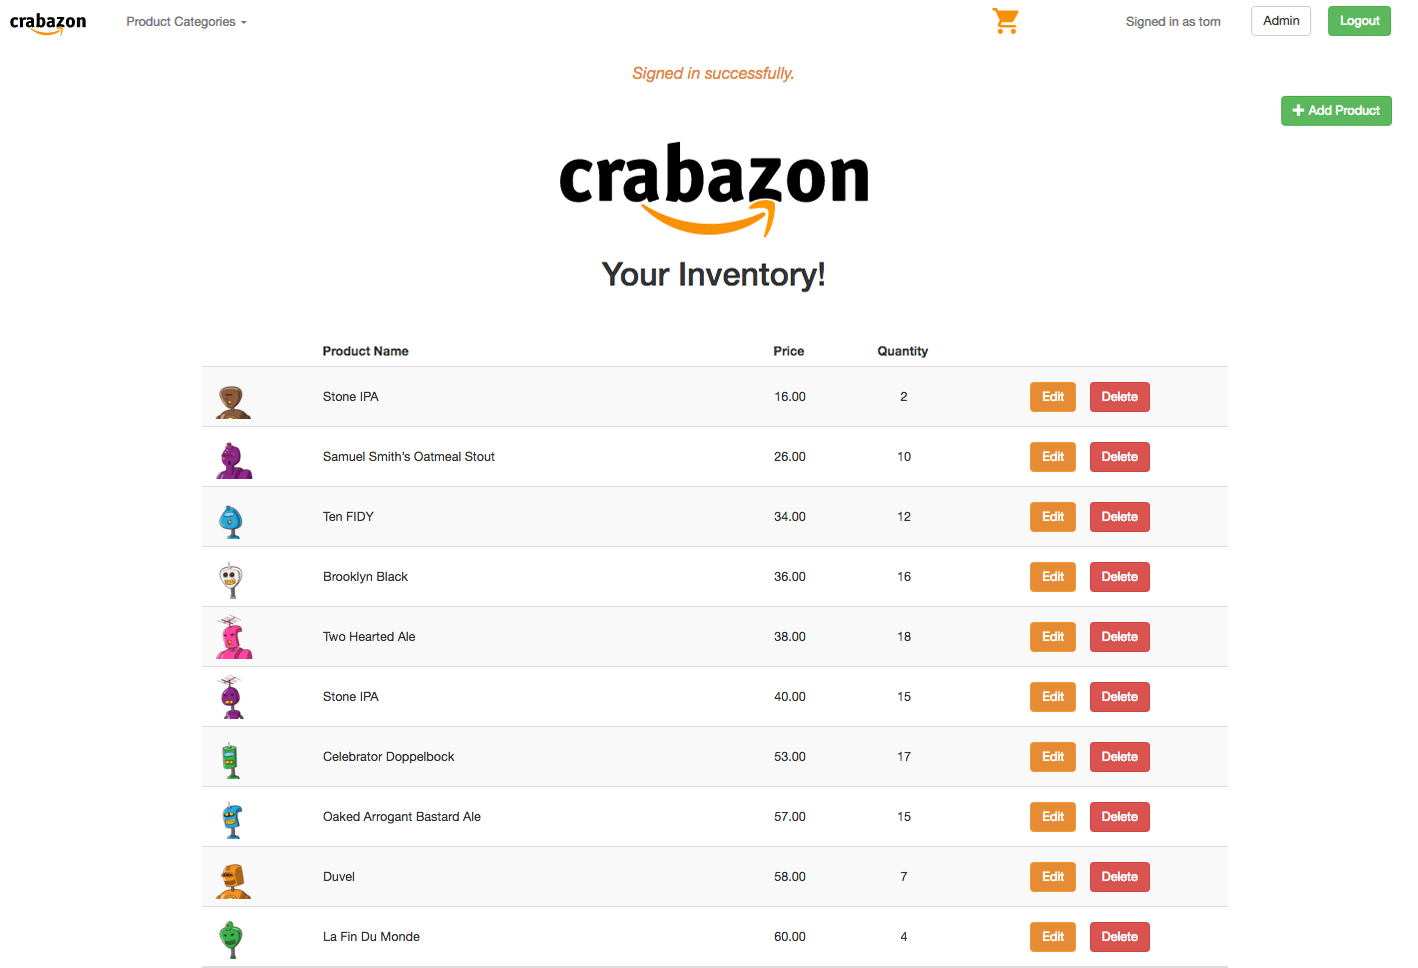 crabazon Product Categories Signed in as tom Admin Logout
Signed in successfully.
Add Product
crabazon
Your Inventory!
Product Name Price Quantity
Stone IPA 16.00 2 Edit Delete
Samuel Smith's Oatmeal Stout 26.00 10 Edit Delete
Ten FIDY 34.00 12 Edit Delete
Brooklyn Black 36.00 16 Edit Delete
Two Hearted Ale 38.00 18 Edit Delete
Stone IPA 40.00 15 Edit Delete
Celebrator Doppelbock 53.00 17 Edit Delete
Oaked Arrogant Bastard Ale 57.00 15 Edit Delete
Duvel 58.00 7 Edit Delete
La Fin Du Monde 60.00 4 Edit Delete